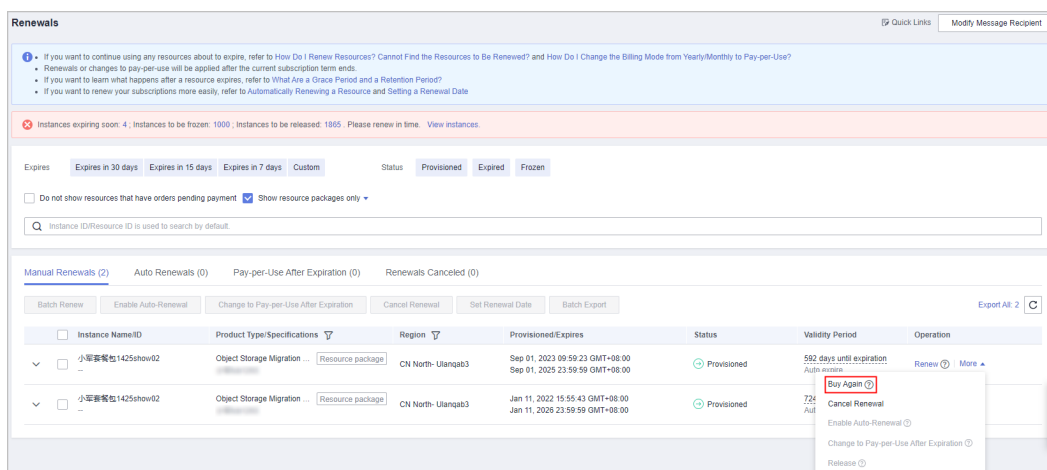 Renewals
Quick Links
Modify Message Recipient
• If you want to continue using any resources about to expire, refer to How Do I Renew Resources? Cannot Find the Resources to Be Renewed? and How Do I Change the Billing Mode from Yearly/Monthly to Pay-per-Use?
• Renewals or changes to pay-per-use will be applied after the current subscription term ends.
• If you want to learn what happens after a resource expires, refer to What Are a Grace Period and a Retention Period?
• If you want to renew your subscriptions more easily, refer to Automatically Renewing a Resource and Setting a Renewal Date
Instances expiring soon: 4 ; Instances to be frozen: 1000 ; Instances to be released: 1865 . Please renew in time. View instances.
Expires Expires in 30 days Expires in 15 days Expires in 7 days Custom Status Provisioned Expired Frozen
Do not show resources that have orders pending payment Show resource packages only
Instance ID/Resource ID is used to search by default.
Manual Renewals (2) Auto Renewals (0) Pay-per-Use After Expiration (0) Renewals Canceled (0)
Batch Renew Enable Auto-Renewal Change to Pay-per-Use After Expiration Cancel Renewal Set Renewal Date Batch Export Export All: 2
Instance Name/ID Product Type/Specifications Region Provisioned/Expires Status Validity Period Operation
小军套餐包1425show02 Object Storage Migration ... Resource package CN North- Ulanqab3 Sep 01, 2023 09:59:23 GMT+08:00 Provisioned 592 days until expiration Renew More
-- Sep 01, 2025 23:59:59 GMT+08:00 Auto expire
Buy Again
小军套餐包1425show02 Object Storage Migration ... Resource package CN North- Ulanqab3 Jan 11, 2022 15:55:43 GMT+08:00 Provisioned 724
-- Jan 11, 2026 23:59:59 GMT+08:00 Aut
Cancel Renewal
Enable Auto-Renewal
Change to Pay-per-Use After Expiration
Release